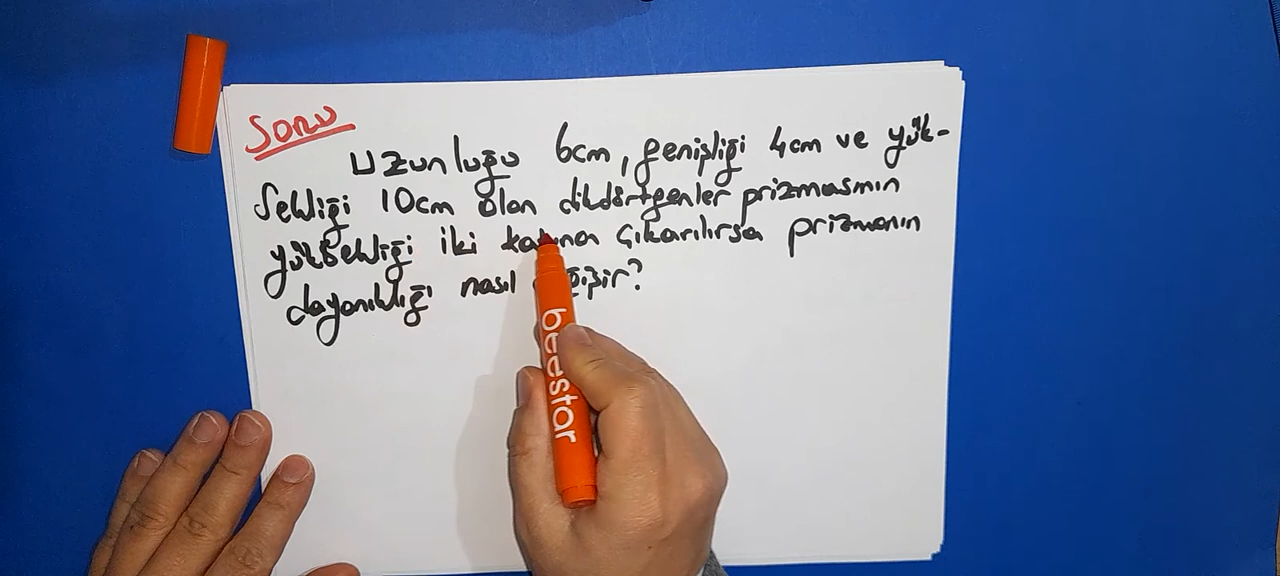 Soru
Uzunluğu 6cm, genişliği 4cm ve yük-
sekliği 10cm olan dikdörtgenler prizmasının
yüksekliği iki katına çıkarılırsa prizmanın
dayanıklığı nasıl
beestar